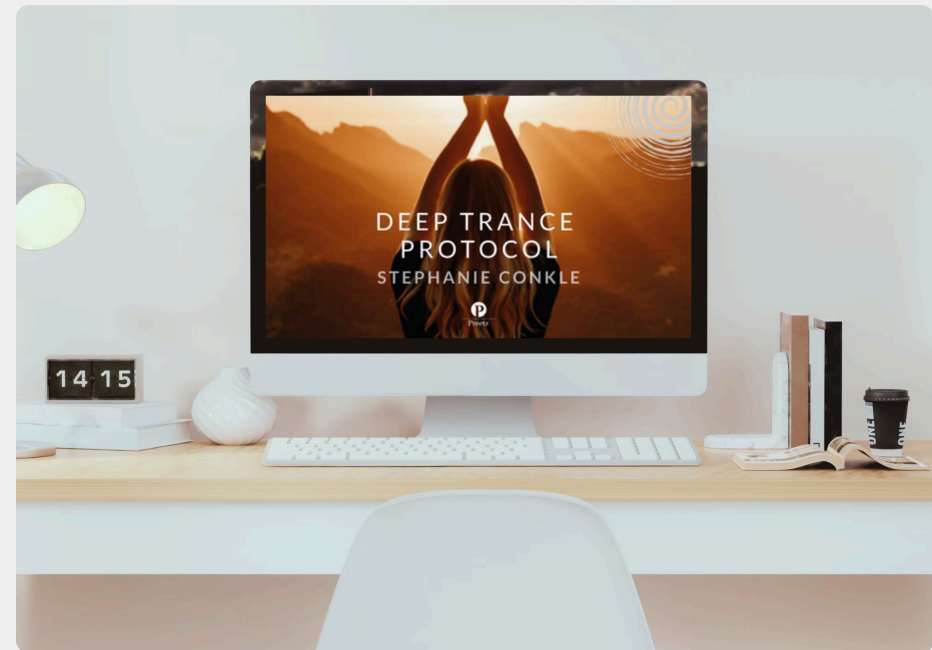 DEEP TRANCE
PROTOCOL
STEPHANIE CONKLE
P
Preetz
14 15
ONE
ONE